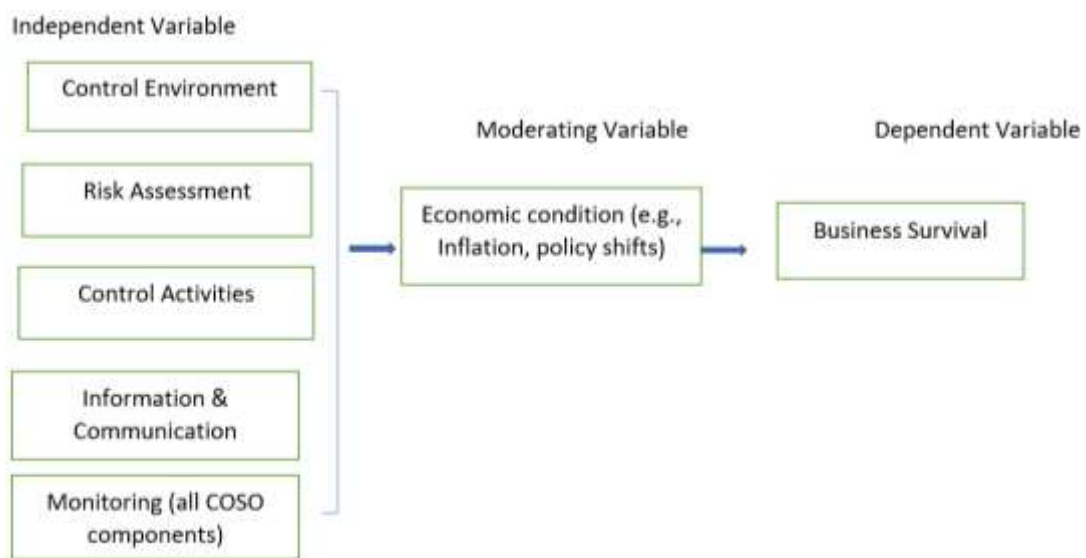 Independent Variable
Control Environment
Risk Assessment
Control Activities
Information &
Communication
Monitoring (all COSO
components)
Moderating Variable
Economic condition (e.g.,
Inflation, policy shifts)
Dependent Variable
Business Survival